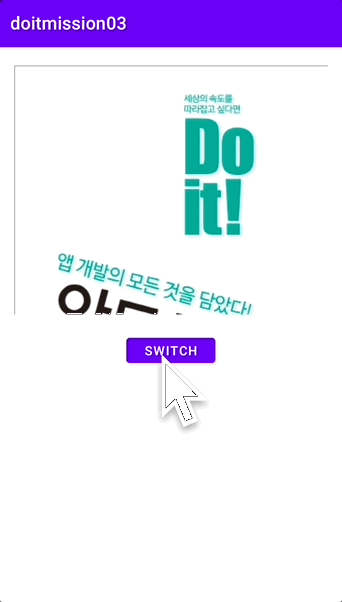 doitmission03
세상의 속도를
따라잡고 싶다면
Do
it!
앱 개발의 모든 것을 담았다!
SWITCH